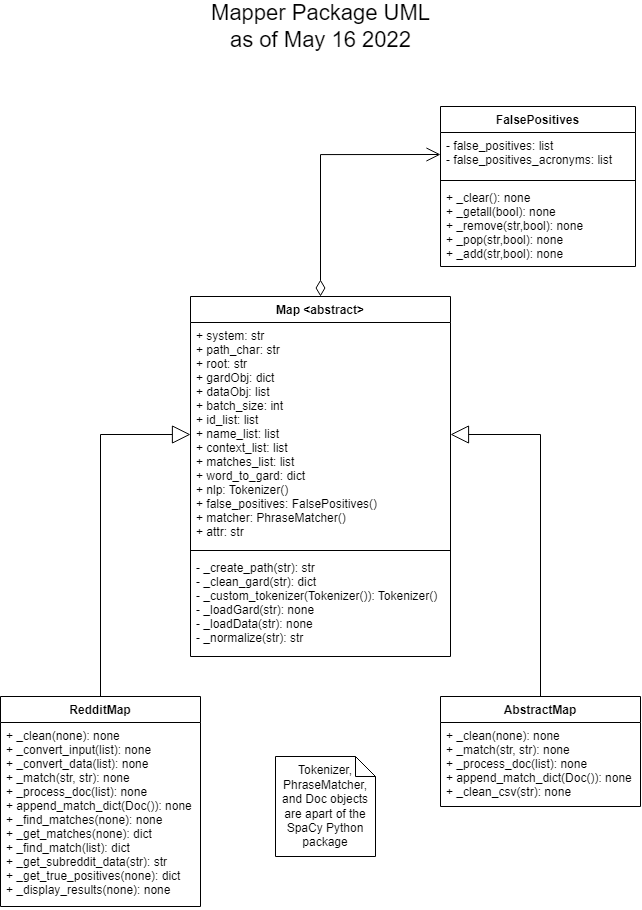 Mapper Package UML
as of May 16 2022
FalsePositives
- false_positives: list
- false_positives_acronyms: list
+ _clear(): none
+ _getall(bool): none
+ _remove(str,bool): none
+ _pop(str,bool): none
+ _add(str,bool): none
Map <abstract>
+ system: str
+ path_char: str
+ root: str
+ gardObj: dict
+ dataObj: list
+ batch_size: int
+ id_list: list
+ name_list: list
+ context_list: list
+ matches_list: list
+ word_to_gard: dict
+ nlp: Tokenizer()
+ false_positives: FalsePositives()
+ matcher: PhraseMatcher()
+ attr: str
- _create_path(str): str
- _clean_gard(str): dict
- _custom_tokenizer(Tokenizer()): Tokenizer()
- _loadGard(str): none
- _loadData(str): none
- _normalize(str): str
RedditMap
+ _clean(none): none
+ _convert_input(list): none
+ _convert_data(list): none
+ _match(str, str): none
+ _process_doc(list): none
+ append_match_dict(Doc()): none
+ _find_matches(none): none
+ _get_matches(none): dict
+ _find_match(list): dict
+ _get_subreddit_data(str): str
+ _get_true_positives(none): dict
+ _display_results(none): none
Tokenizer,
PhraseMatcher,
and Doc objects
are apart of the
SpaCy Python
package
AbstractMap
+ _clean(none): none
+ _match(str, str): none
+ _process_doc(list): none
+ append_match_dict(Doc()): none
+ _clean_csv(str): none